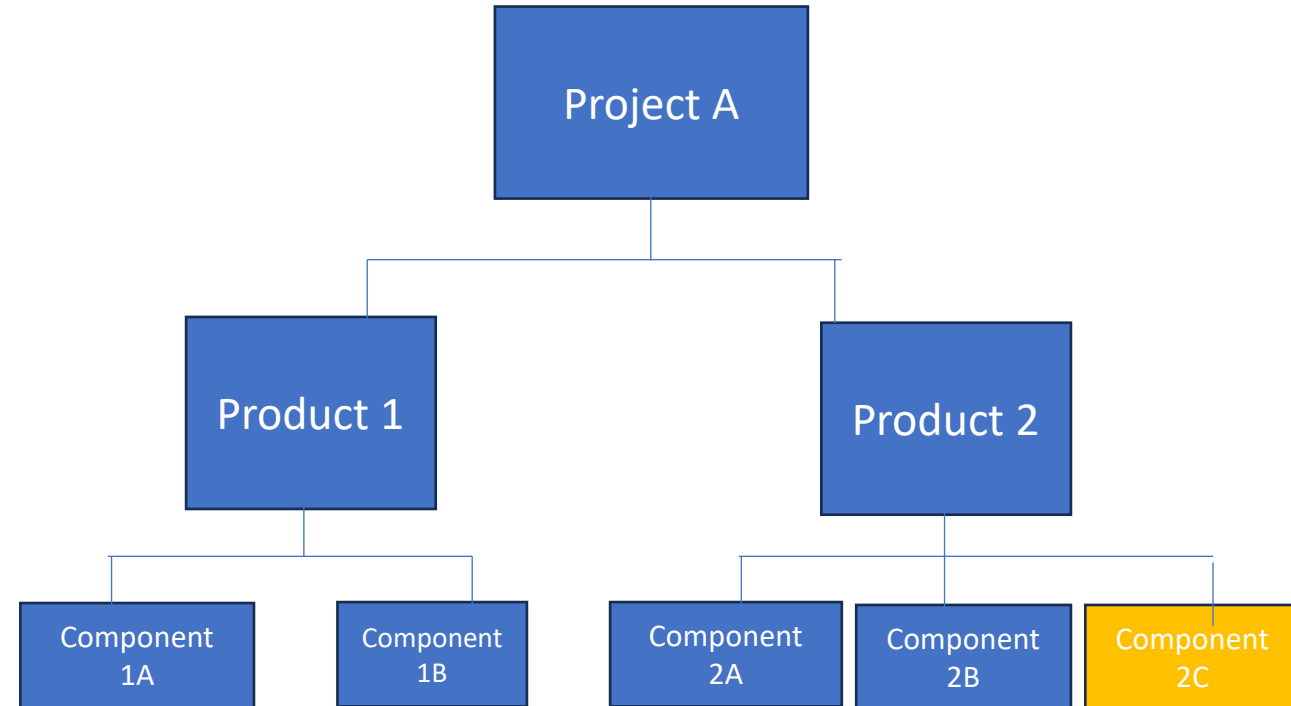 Project A
Product 1
Product 2
Component
1A
Component
1B
Component
2A
Component
2B
Component
2C